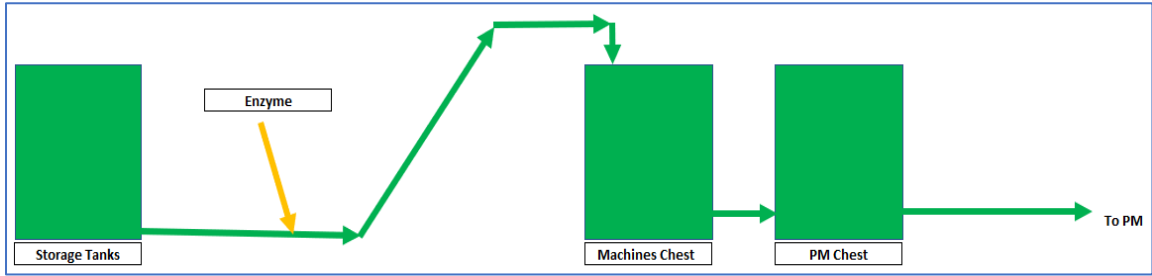 Enzyme
To PM
Storage Tanks
Machines Chest
PM Chest